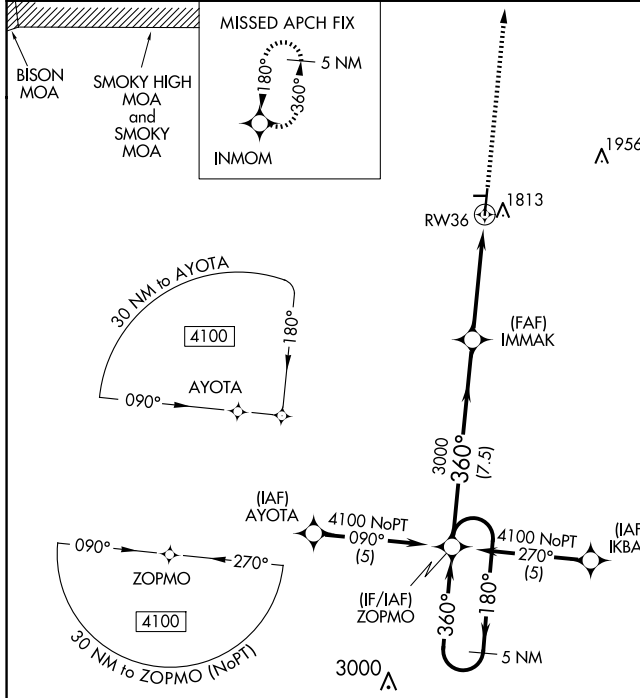 MISSED APCH FIX
180°
360°
5 NM
INMOM
BISON
MOA
SMOKY HIGH
MOA
and
SMOKY
MOA
1956
1813
RW36
30 NM to AYOTA
4100
180°
AYOTA
090°
(FAF)
IMMAK
3000
360°
(7.5)
(IAF)
AYOTA
4100 NoPT
090°
(5)
(IAF
IKBA
4100 NoPT
270°
(5)
(IF/IAF)
ZOPMO
360°
180°
5 NM
090°
270°
ZOPMO
4100
30 NM to ZOPMO (NoPT)
3000